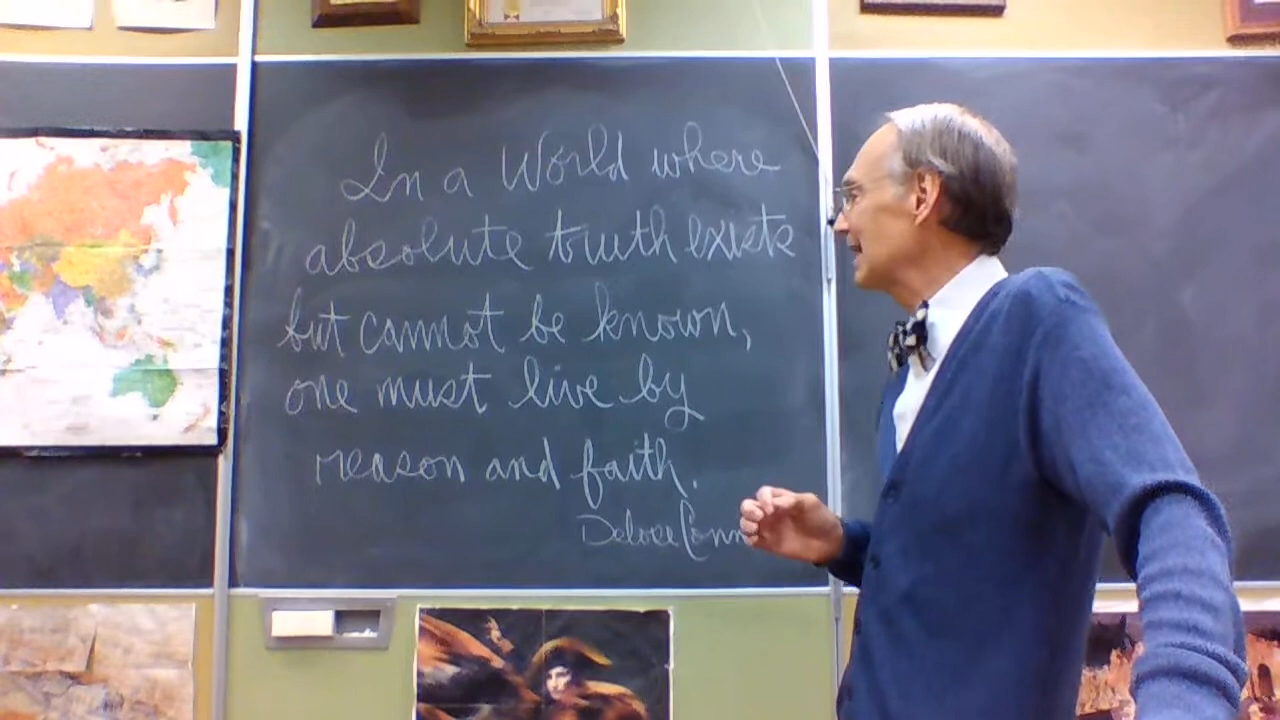 In a World where
absolute truth exists
but cannot be known,
one must live by
reason and faith.